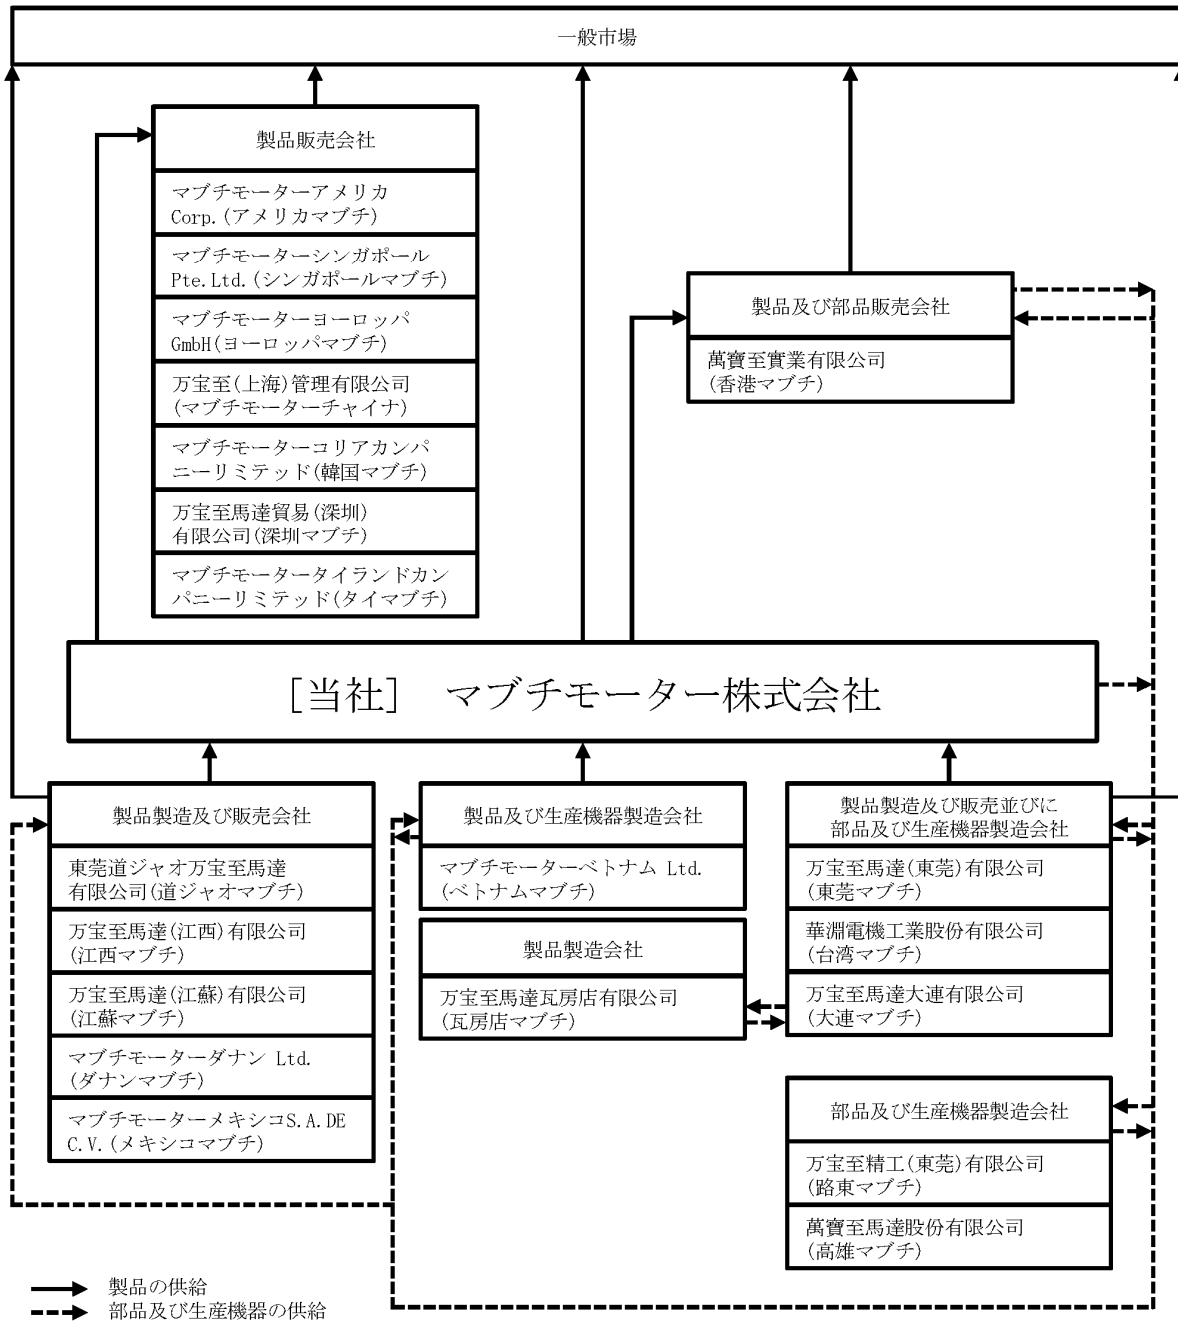 一般市場
製品販売会社
マブチモーターアメリカ
Corp.(アメリカマブチ)
マブチモーターシンガポール
Pte.Ltd.(シンガポールマブチ)
マブチモーターヨーロッパ
GmbH(ヨーロッパマブチ)
万宝至(上海)管理有限公司
(マブチモーターチャイナ)
マブチモーターコリアカンパ
ニーリミテッド(韓国マブチ)
万宝至馬達貿易(深圳)
有限公司(深圳マブチ)
マブチモータータイランドカン
パニーリミテッド(タイマブチ)
製品及び部品販売会社
萬寶至實業有限公司
(香港マブチ)
[当社] マブチモーター株式会社
製品製造及び販売会社
東莞道ジャオ万宝至馬達
有限公司(道ジャオマブチ)
万宝至馬達(江西)有限公司
(江西マブチ)
万宝至馬達(江蘇)有限公司
(江蘇マブチ)
マブチモーターダナン Ltd.
(ダナンマブチ)
マブチモーターメキシコS.A.DE
C.V.(メキシコマブチ)
製品及び生産機器製造会社
マブチモーターベトナム Ltd.
(ベトナムマブチ)
製品製造会社
万宝至馬達瓦房店有限公司
(瓦房店マブチ)
製品製造及び販売並びに
部品及び生産機器製造会社
万宝至馬達(東莞)有限公司
(東莞マブチ)
華淵電機工業股份有限公司
(台湾マブチ)
万宝至馬達大連有限公司
(大連マブチ)
部品及び生産機器製造会社
万宝至精工(東莞)有限公司
(路東マブチ)
萬寶至馬達股份有限公司
(高雄マブチ)
製品の供給
部品及び生産機器の供給